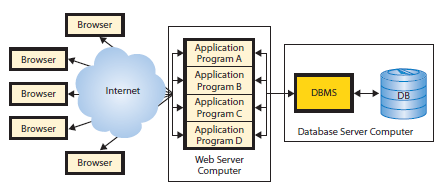 Browser
Browser
Browser
Browser
Browser
Internet
Application
Program A
Application
Program B
Application
Program C
Application
Program D
Web Server
Computer
DBMS
DB
Database Server Computer